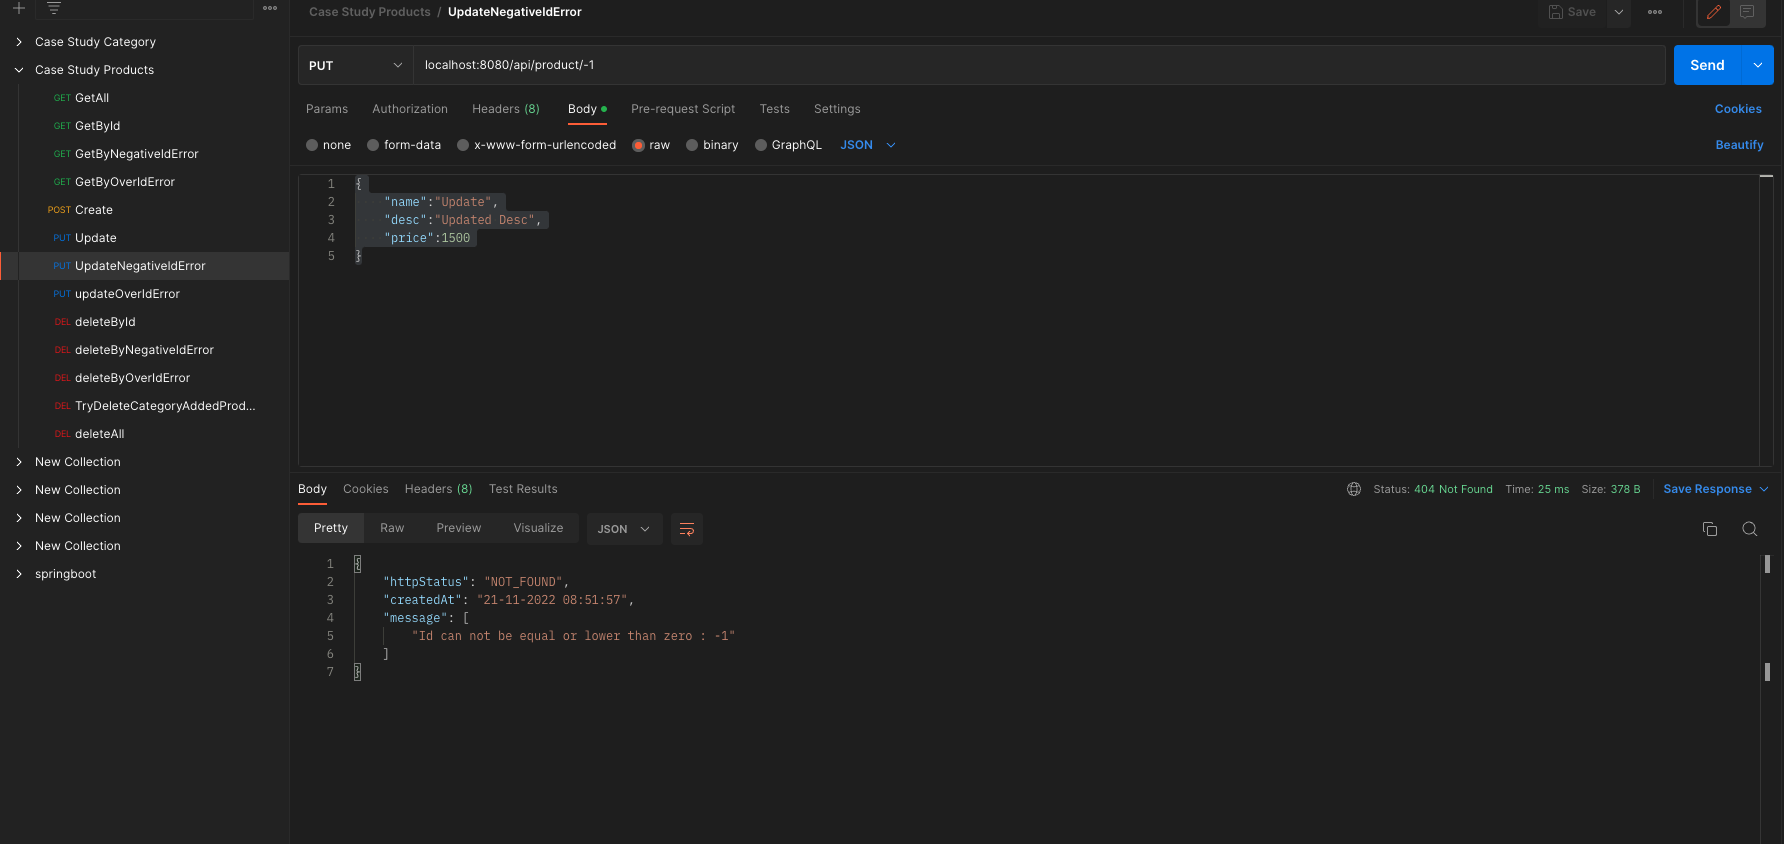 Case Study Category
Case Study Products
GET GetAll
GET GetById
GET GetByNegativeIdError
GET GetByOverIdError
POST Create
PUT Update
PUT UpdateNegativeIdError
PUT updateOverIdError
DEL deleteById
DEL deleteByNegativeIdError
DEL deleteByOverIdError
DEL TryDeleteCategoryAddedProd...
DEL deleteAll
New Collection
New Collection
New Collection
New Collection
springboot
Case Study Products / UpdateNegativeIdError
Save
PUT localhost:8080/api/product/-1 Send
Params Authorization Headers (8) Body Pre-request Script Tests Settings Cookies
none form-data x-www-form-urlencoded raw binary GraphQL JSON Beautify
1 {
2 "name":"Update",
3 "desc":"Updated Desc",
4 "price":1500
5 }
Body Cookies Headers (8) Test Results Status: 404 Not Found Time: 25 ms Size: 378 B Save Response
Pretty Raw Preview Visualize JSON
1 {
2 "httpStatus": "NOT_FOUND",
3 "createdAt": "21-11-2022 08:51:57",
4 "message": [
5 "Id can not be equal or lower than zero : -1"
6 ]
7 }